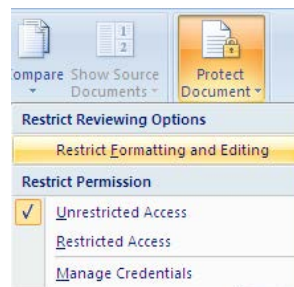 ompare Show Source Protect
Documents Document
Restrict Reviewing Options
Restrict Formatting and Editing
Restrict Permission
Unrestricted Access
Restricted Access
Manage Credentials